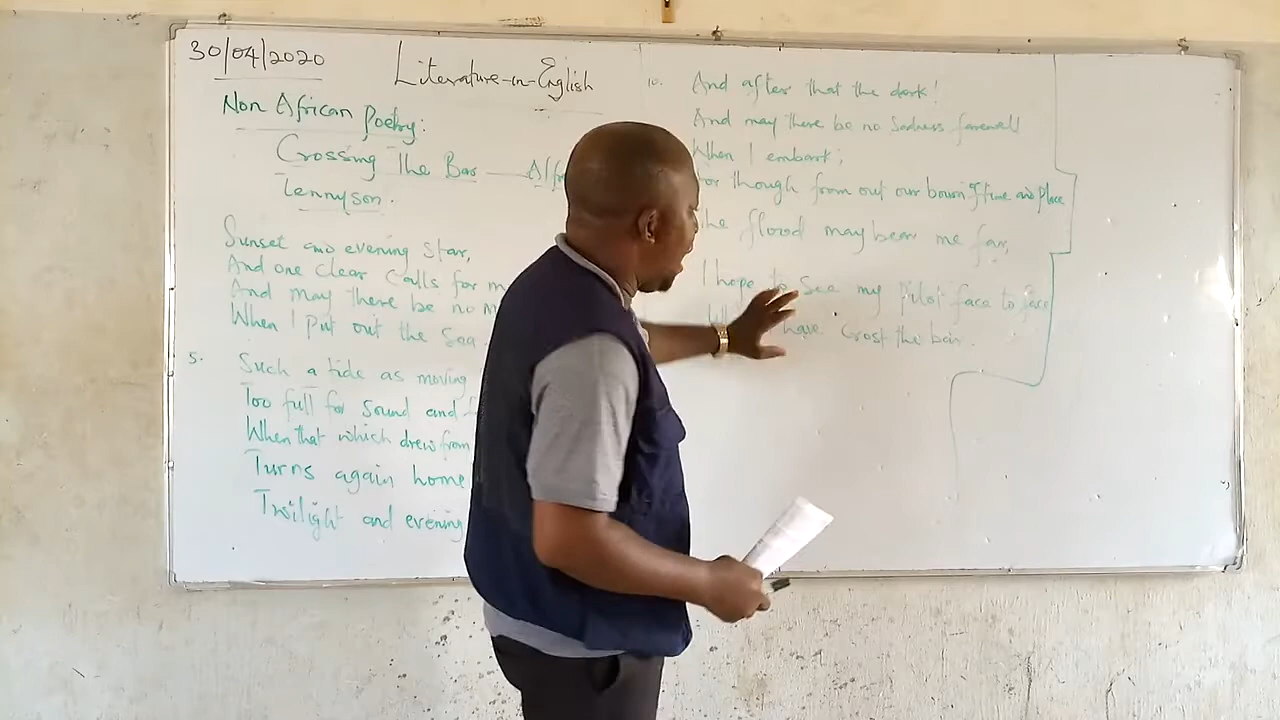 30/04/2020
Literature-in-English
Non African Poetry:
Crossing The Bar — Alfr
Tennyson.
Sunset and evening star,
And one clear calls for m
And may there be no m
When I put out the Sea
5. Such a tide as moving
Too full for sound and f
When that which drew from
Turns again home
Twilight and evening
10. And after that the dark!
And may there be no Sadness farewell
When I embark;
For though from out our bourn of time and place
The flood may bear me far,
I hope to See my Pilot face to face
have Crost the bar.